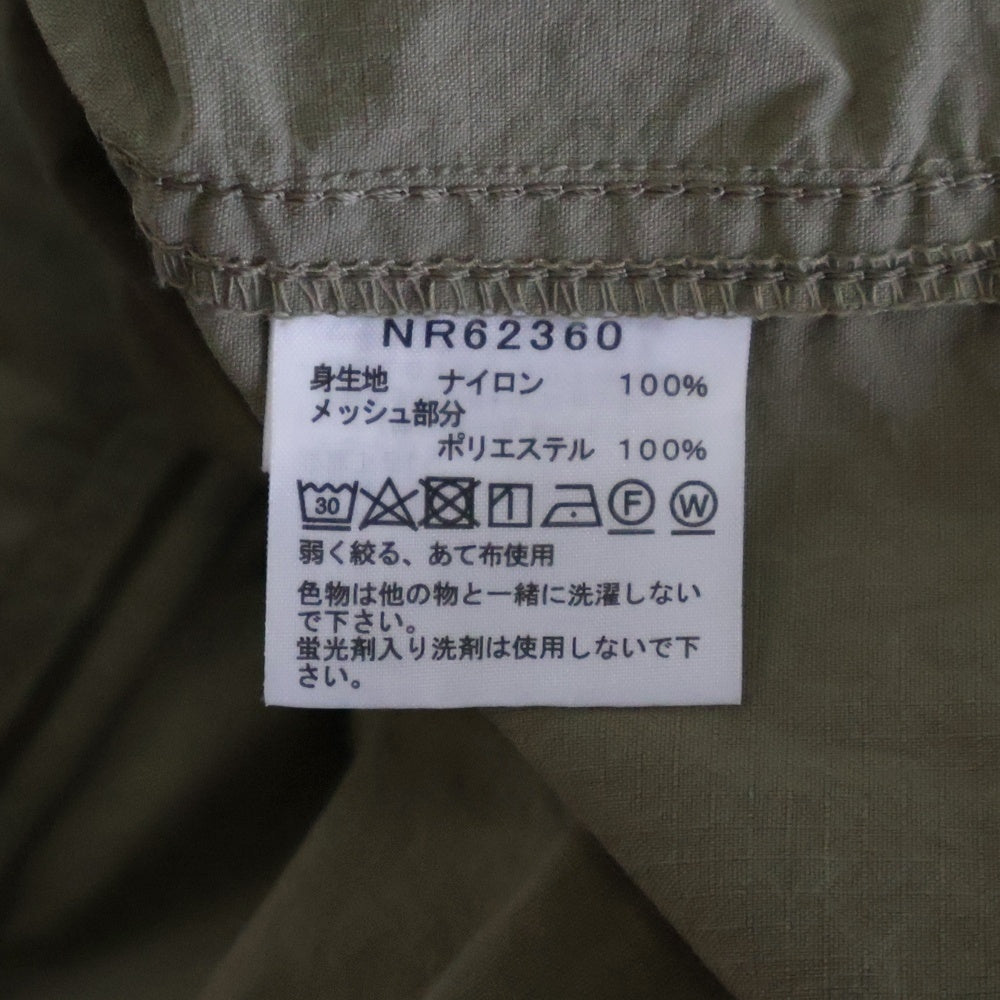 NR62360
身生地 ナイロン 100%
メッシュ部分
ポリエステル 100%
30 F W
弱く絞る、あて布使用
色物は他の物と一緒に洗濯しない
で下さい。
蛍光剤入り洗剤は使用しないで下
さい。